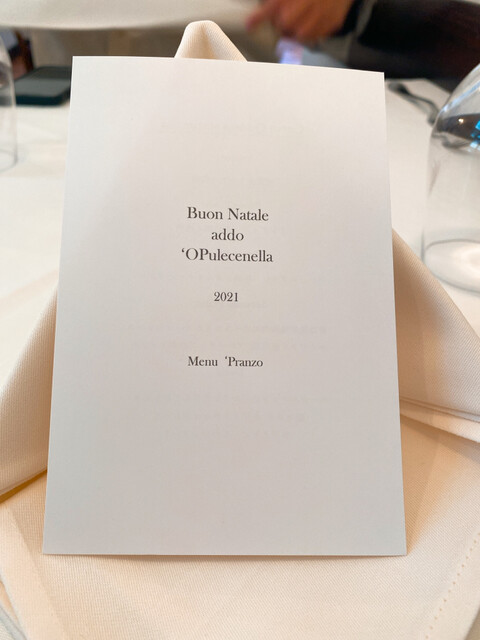 Buon Natale
addo
‘OPulecenella
2021
Menu ‘Pranzo